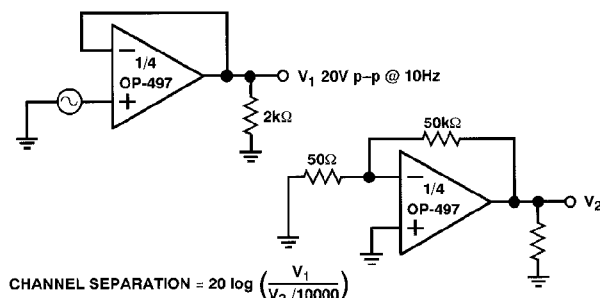 1/4
OP-497
V1 20V p-p @ 10Hz
2kΩ
50kΩ
50Ω
1/4
OP-497
V2
CHANNEL SEPARATION = 20 log (V1 / V2 /10000)